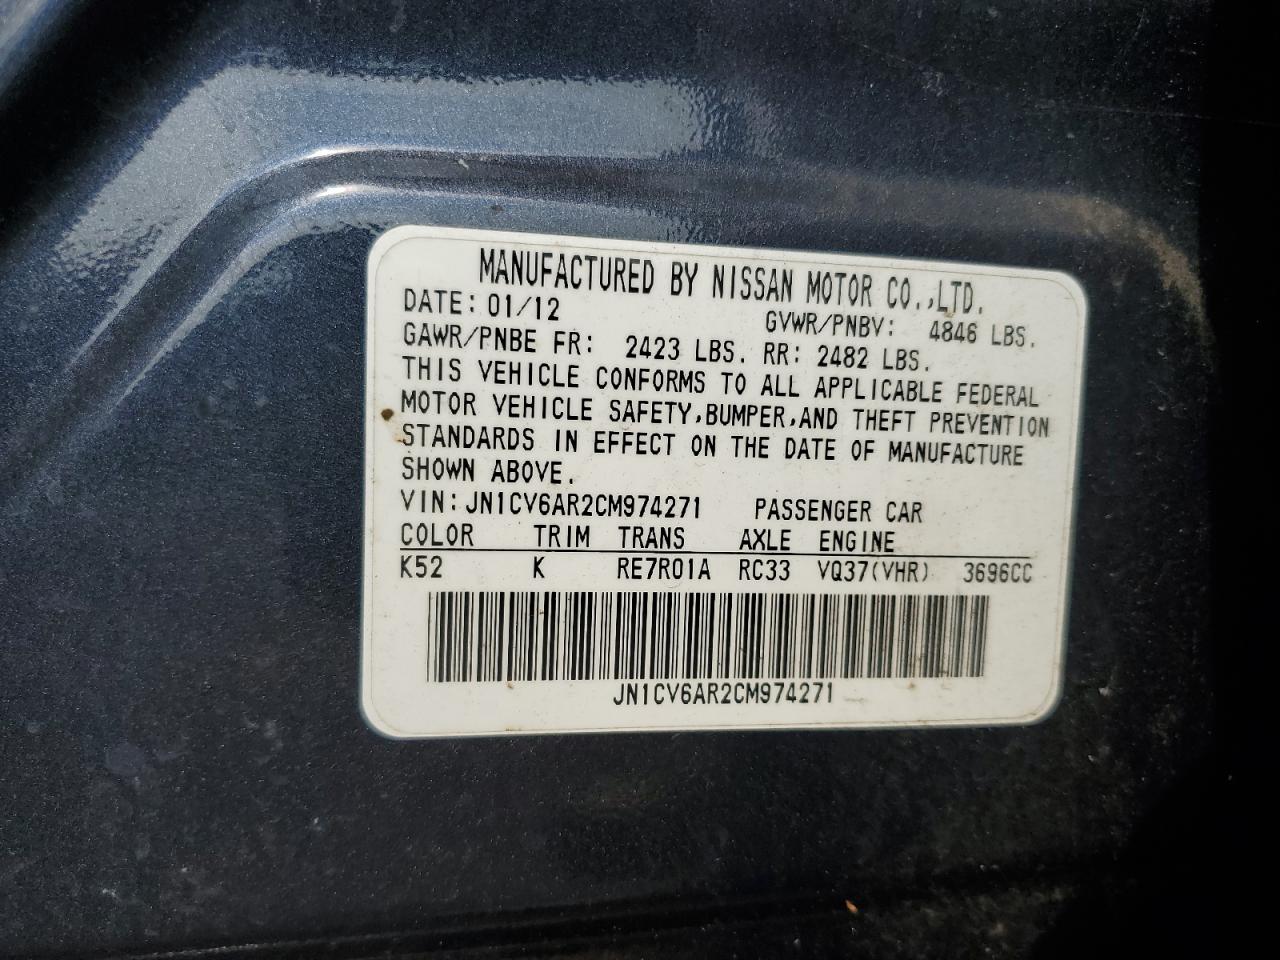 MANUFACTURED BY NISSAN MOTOR CO.,LTD.
DATE: 01/12 GVWR/PNBV: 4846 LBS.
GAWR/PNBE FR: 2423 LBS. RR: 2482 LBS.
THIS VEHICLE CONFORMS TO ALL APPLICABLE FEDERAL
MOTOR VEHICLE SAFETY,BUMPER,AND THEFT PREVENTION
STANDARDS IN EFFECT ON THE DATE OF MANUFACTURE
SHOWN ABOVE.
VIN:JN1CV6AR2CM974271 PASSENGER CAR
COLOR TRIM TRANS AXLE ENGINE
K52 K RE7R01A RC33 VQ37(VHR) 3696CC
JN1CV6AR2CM974271